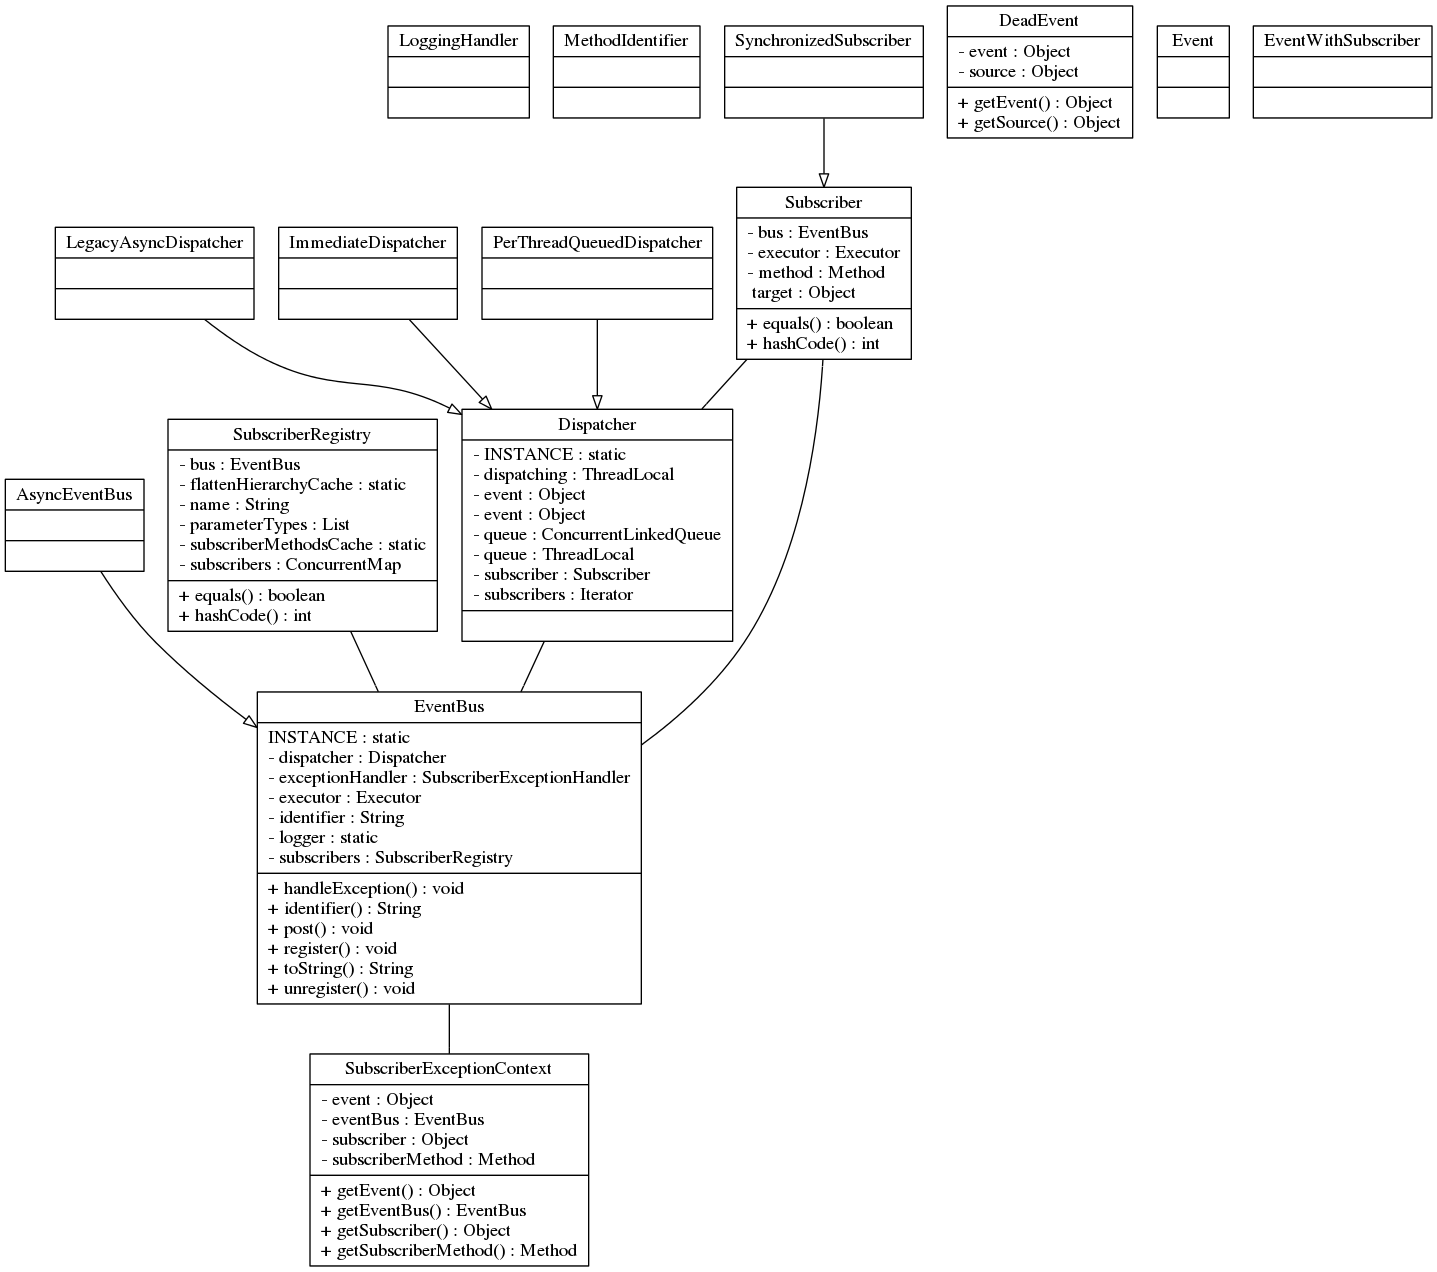 LoggingHandler
MethodIdentifier
SynchronizedSubscriber
DeadEvent
- event : Object
- source : Object
+ getEvent() : Object
+ getSource() : Object
Event
EventWithSubscriber
Subscriber
- bus : EventBus
- executor : Executor
- method : Method
target : Object
+ equals() : boolean
+ hashCode() : int
LegacyAsyncDispatcher
ImmediateDispatcher
PerThreadQueuedDispatcher
Dispatcher
- INSTANCE : static
- dispatching : ThreadLocal
- event : Object
- event : Object
- queue : ConcurrentLinkedQueue
- queue : ThreadLocal
- subscriber : Subscriber
- subscribers : Iterator
SubscriberRegistry
- bus : EventBus
- flattenHierarchyCache : static
- name : String
- parameterTypes : List
- subscriberMethodsCache : static
- subscribers : ConcurrentMap
+ equals() : boolean
+ hashCode() : int
AsyncEventBus
EventBus
INSTANCE : static
- dispatcher : Dispatcher
- exceptionHandler : SubscriberExceptionHandler
- executor : Executor
- identifier : String
- logger : static
- subscribers : SubscriberRegistry
+ handleException() : void
+ identifier() : String
+ post() : void
+ register() : void
+ toString() : String
+ unregister() : void
SubscriberExceptionContext
- event : Object
- eventBus : EventBus
- subscriber : Object
- subscriberMethod : Method
+ getEvent() : Object
+ getEventBus() : EventBus
+ getSubscriber() : Object
+ getSubscriberMethod() : Method